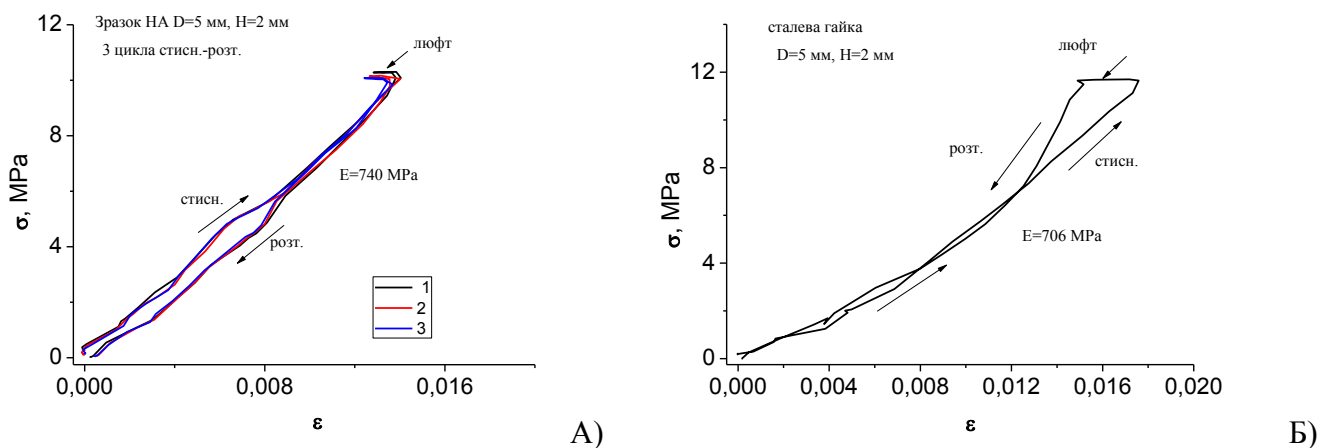 Зразок НА D=5 мм, H=2 мм
3 цикла стисн.-розт.
люфт
12
8
4
0
σ, MPa
стисн.
E=740 MPa
розт.
1
2
3
0,000
0,008
0,016
ε
А)
сталева гайка
D=5 мм, H=2 мм
люфт
12
8
4
0
σ, MPa
розт.
стисн.
E=706 MPa
0,000
0,004
0,008
0,012
0,016
0,020
ε
Б)